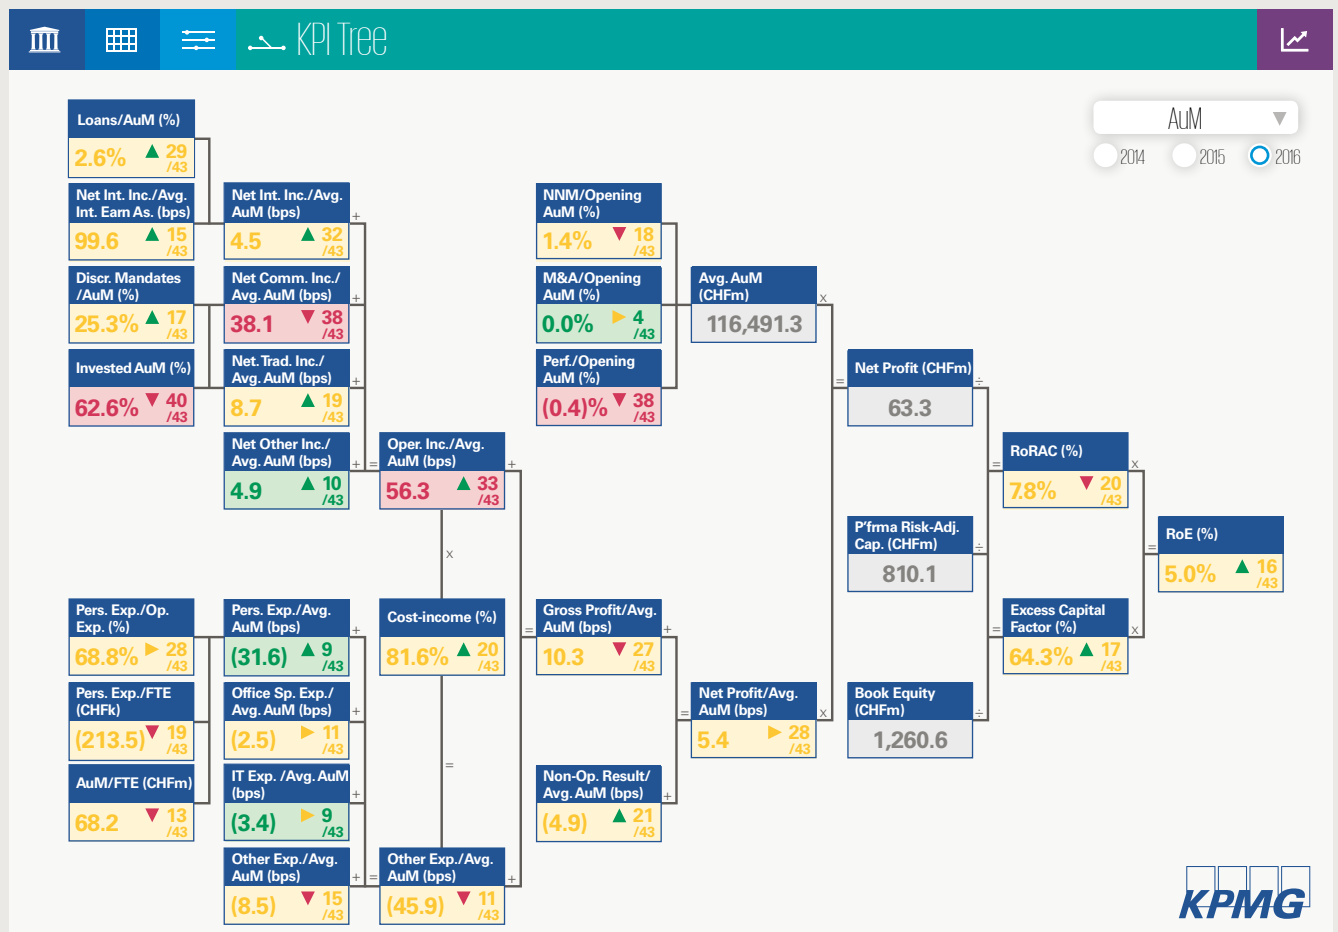 KPI Tree
AuM
2014
2015
2016
Loans/AuM (%)
2.6% 29
/43
Net Int. Inc./Avg.
Int. Earn As. (bps)
99.6 15
/43
Discr. Mandates
/AuM (%)
25.3% 17
/43
Invested AuM (%)
62.6% 40
/43
Net Int. Inc./Avg.
AuM (bps)
4.5 32
/43
+
Net Comm. Inc./
Avg. AuM (bps)
38.1 38
/43
+
Net. Trad. Inc./
Avg. AuM (bps)
8.7 19
/43
+
Net Other Inc./
Avg. AuM (bps)
4.9 10
/43
+ =
Oper. Inc./Avg.
AuM (bps)
56.3 33
/43
+
x
NNM/Opening
AuM (%)
1.4% 18
/43
M&A/Opening
AuM (%)
0.0% 4
/43
Perf./Opening
AuM (%)
(0.4)% 38
/43
Avg. AuM
(CHFm)
116,491.3
x
=
Net Profit (CHFm)
63.3
÷
P'frma Risk-Adj.
Cap. (CHFm)
810.1
÷
=
RoRAC (%)
7.8% 20
/43
x
=
RoE (%)
5.0% 16
/43
Pers. Exp./Op.
Exp. (%)
68.8% 28
/43
Pers. Exp./FTE
(CHFk)
(213.5) 19
/43
AuM/FTE (CHFm)
68.2 13
/43
Pers. Exp./Avg.
AuM (bps)
(31.6) 9
/43
+
Office Sp. Exp./
Avg. AuM (bps)
(2.5) 11
/43
+
IT Exp. /Avg. AuM
(bps)
(3.4) 9
/43
+
Other Exp./Avg.
AuM (bps)
(8.5) 15
/43
+ =
Cost-income (%)
81.6% 20
/43
=
Other Exp./Avg.
AuM (bps)
(45.9) 11
/43
+
=
Gross Profit/Avg.
AuM (bps)
10.3 27
/43
+
Non-Op. Result/
Avg. AuM (bps)
(4.9) 21
/43
+
=
Net Profit/Avg.
AuM (bps)
5.4 28
/43
x
Book Equity
(CHFm)
1,260.6
÷
=
Excess Capital
Factor (%)
64.3% 17
/43
x
KPMG